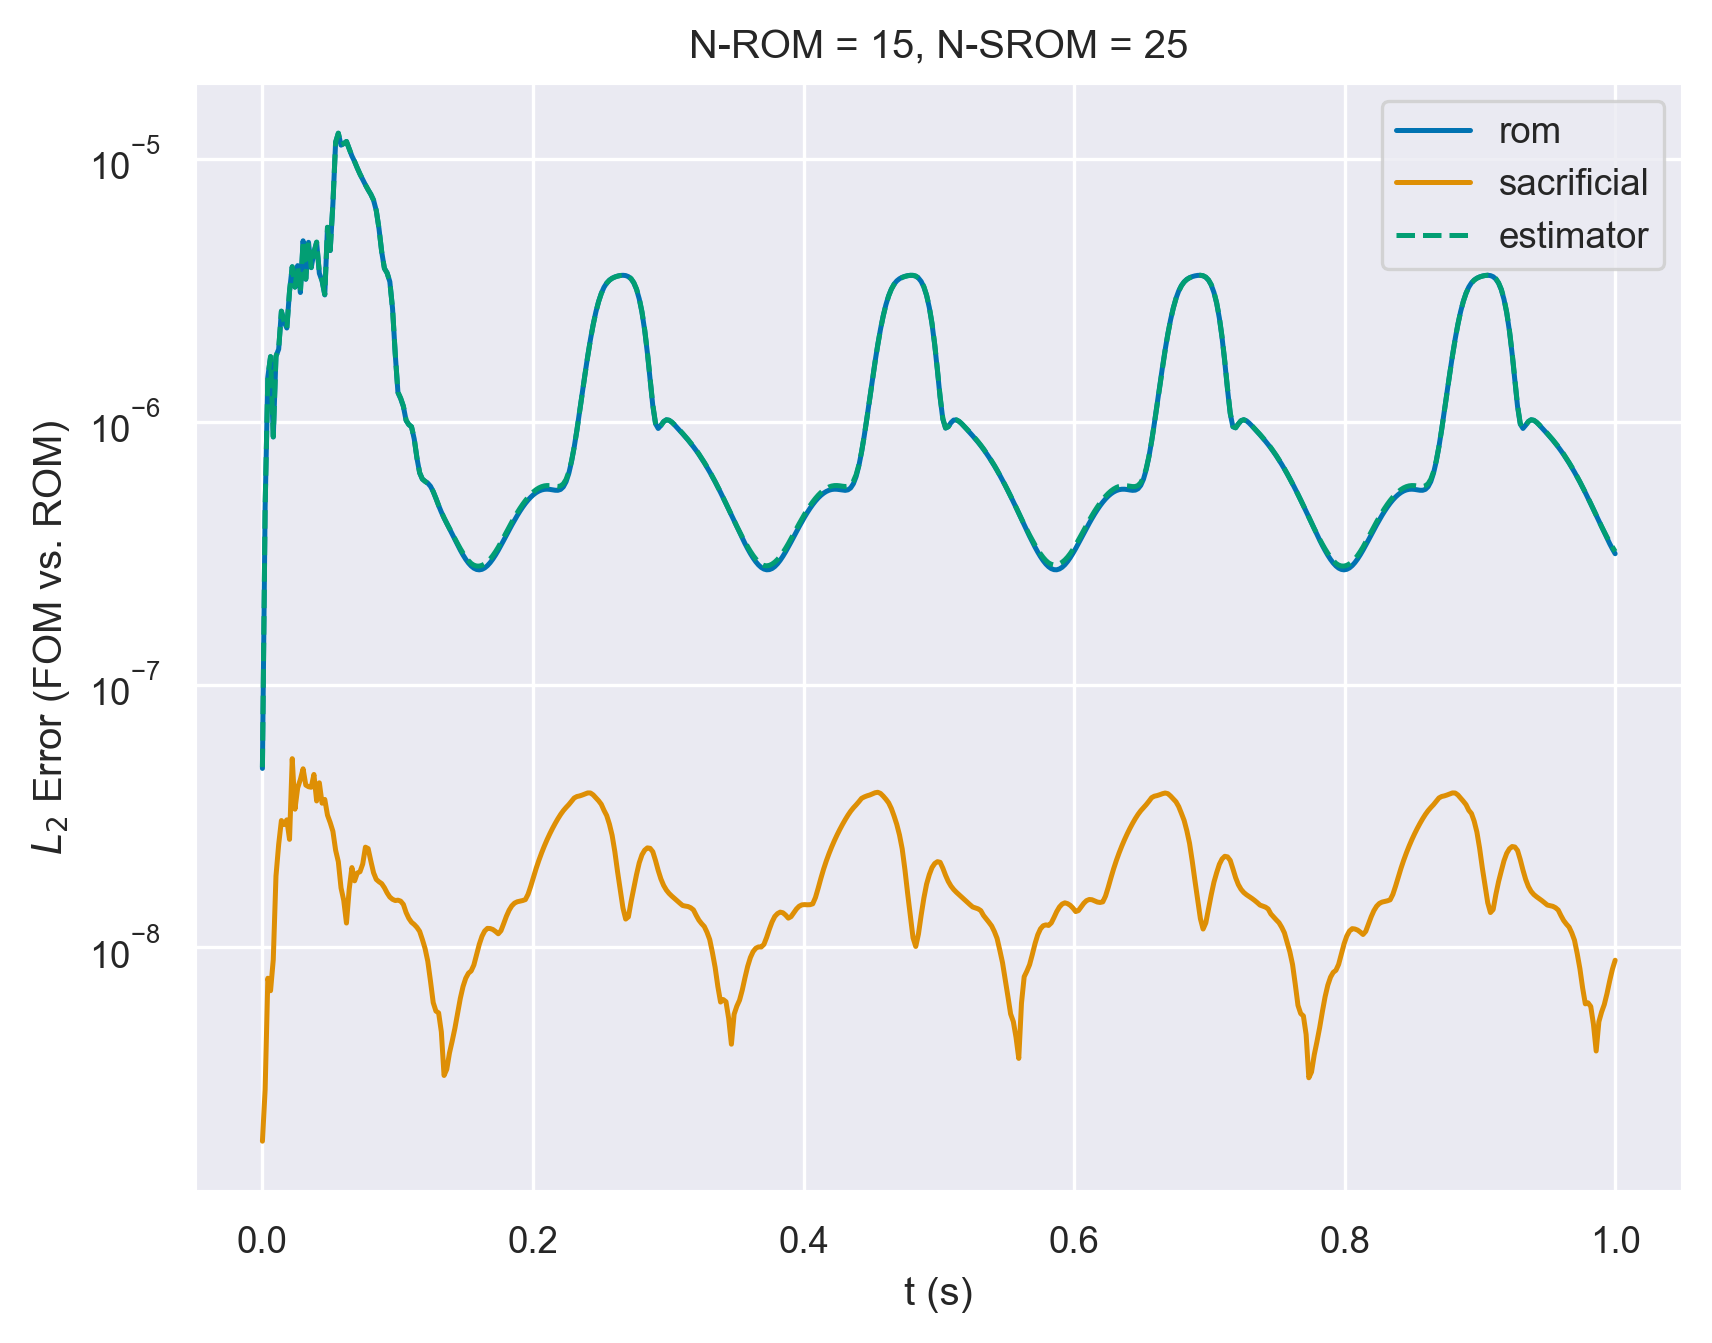 N-ROM = 15, N-SROM = 25
rom
sacrificial
estimator
L₂ Error (FOM vs. ROM)
10⁻⁵
10⁻⁶
10⁻⁷
10⁻⁸
0.0 0.2 0.4 0.6 0.8 1.0
t (s)